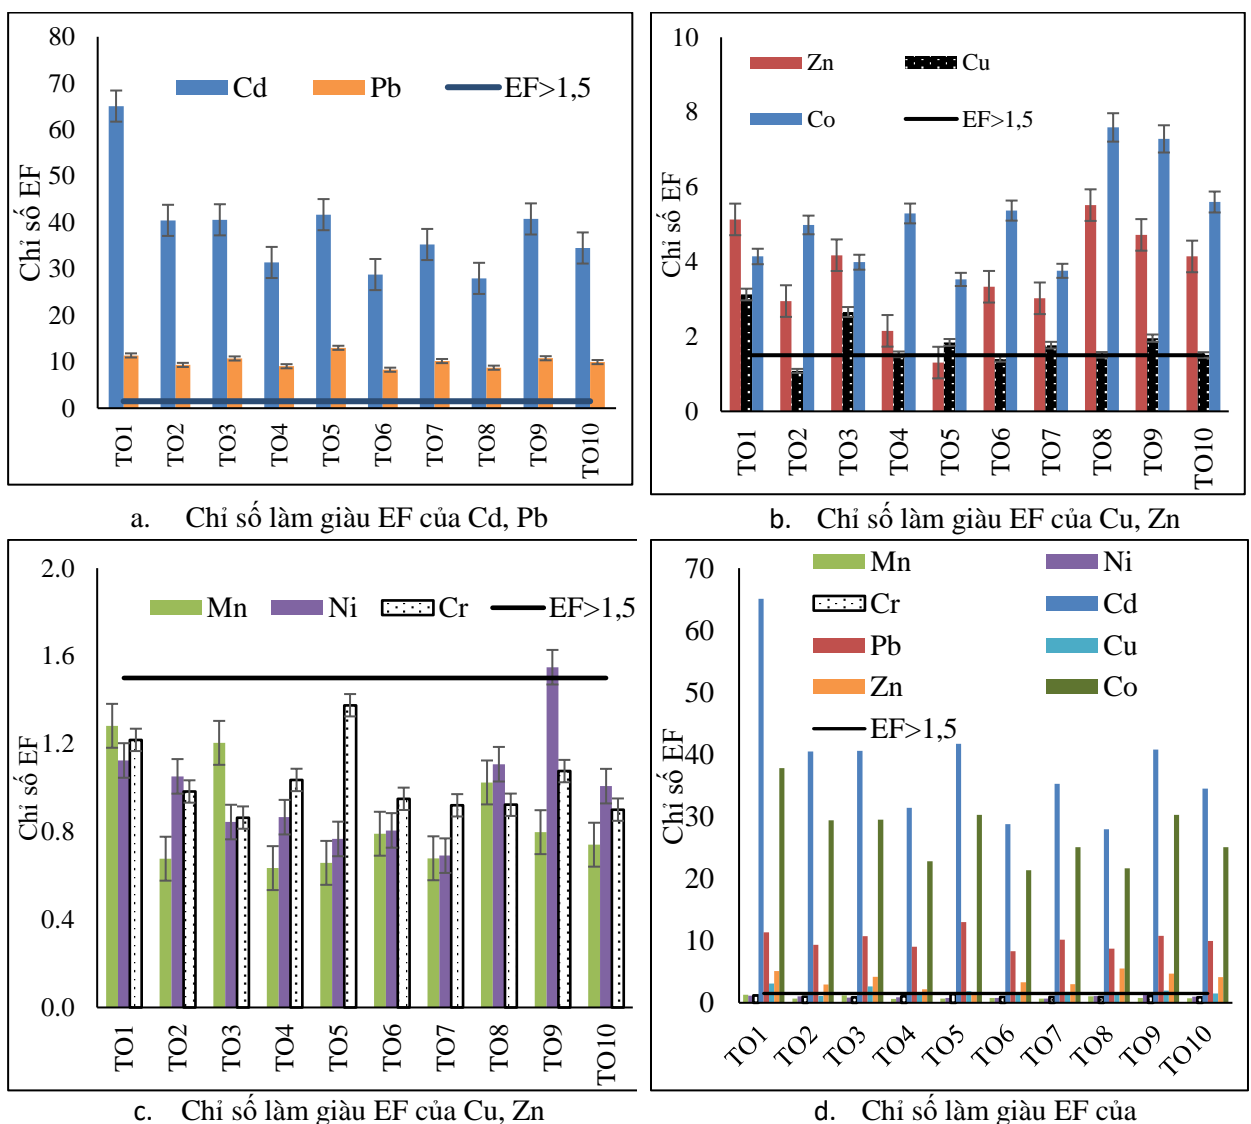 80
70
60
50
40
30
20
10
0
Chỉ số EF
Cd Pb EF>1,5
TO1 TO2 TO3 TO4 TO5 TO6 TO7 TO8 TO9 TO10
a. Chỉ số làm giàu EF của Cd, Pb
10
8
6
4
2
0
Chỉ số EF
Zn Cu
Co EF>1,5
TO1 TO2 TO3 TO4 TO5 TO6 TO7 TO8 TO9 TO10
b. Chỉ số làm giàu EF của Cu, Zn
2.0
1.6
1.2
0.8
0.4
0.0
Chỉ số EF
Mn Ni Cr EF>1,5
TO1 TO2 TO3 TO4 TO5 TO6 TO7 TO8 TO9 TO10
c. Chỉ số làm giàu EF của Cu, Zn
70
60
50
40
30
20
10
0
Chỉ số EF
Mn Ni
Cr Cd
Pb Cu
Zn Co
EF>1,5
TO1 TO2 TO3 TO4 TO5 TO6 TO7 TO8 TO9 TO10
d. Chỉ số làm giàu EF của